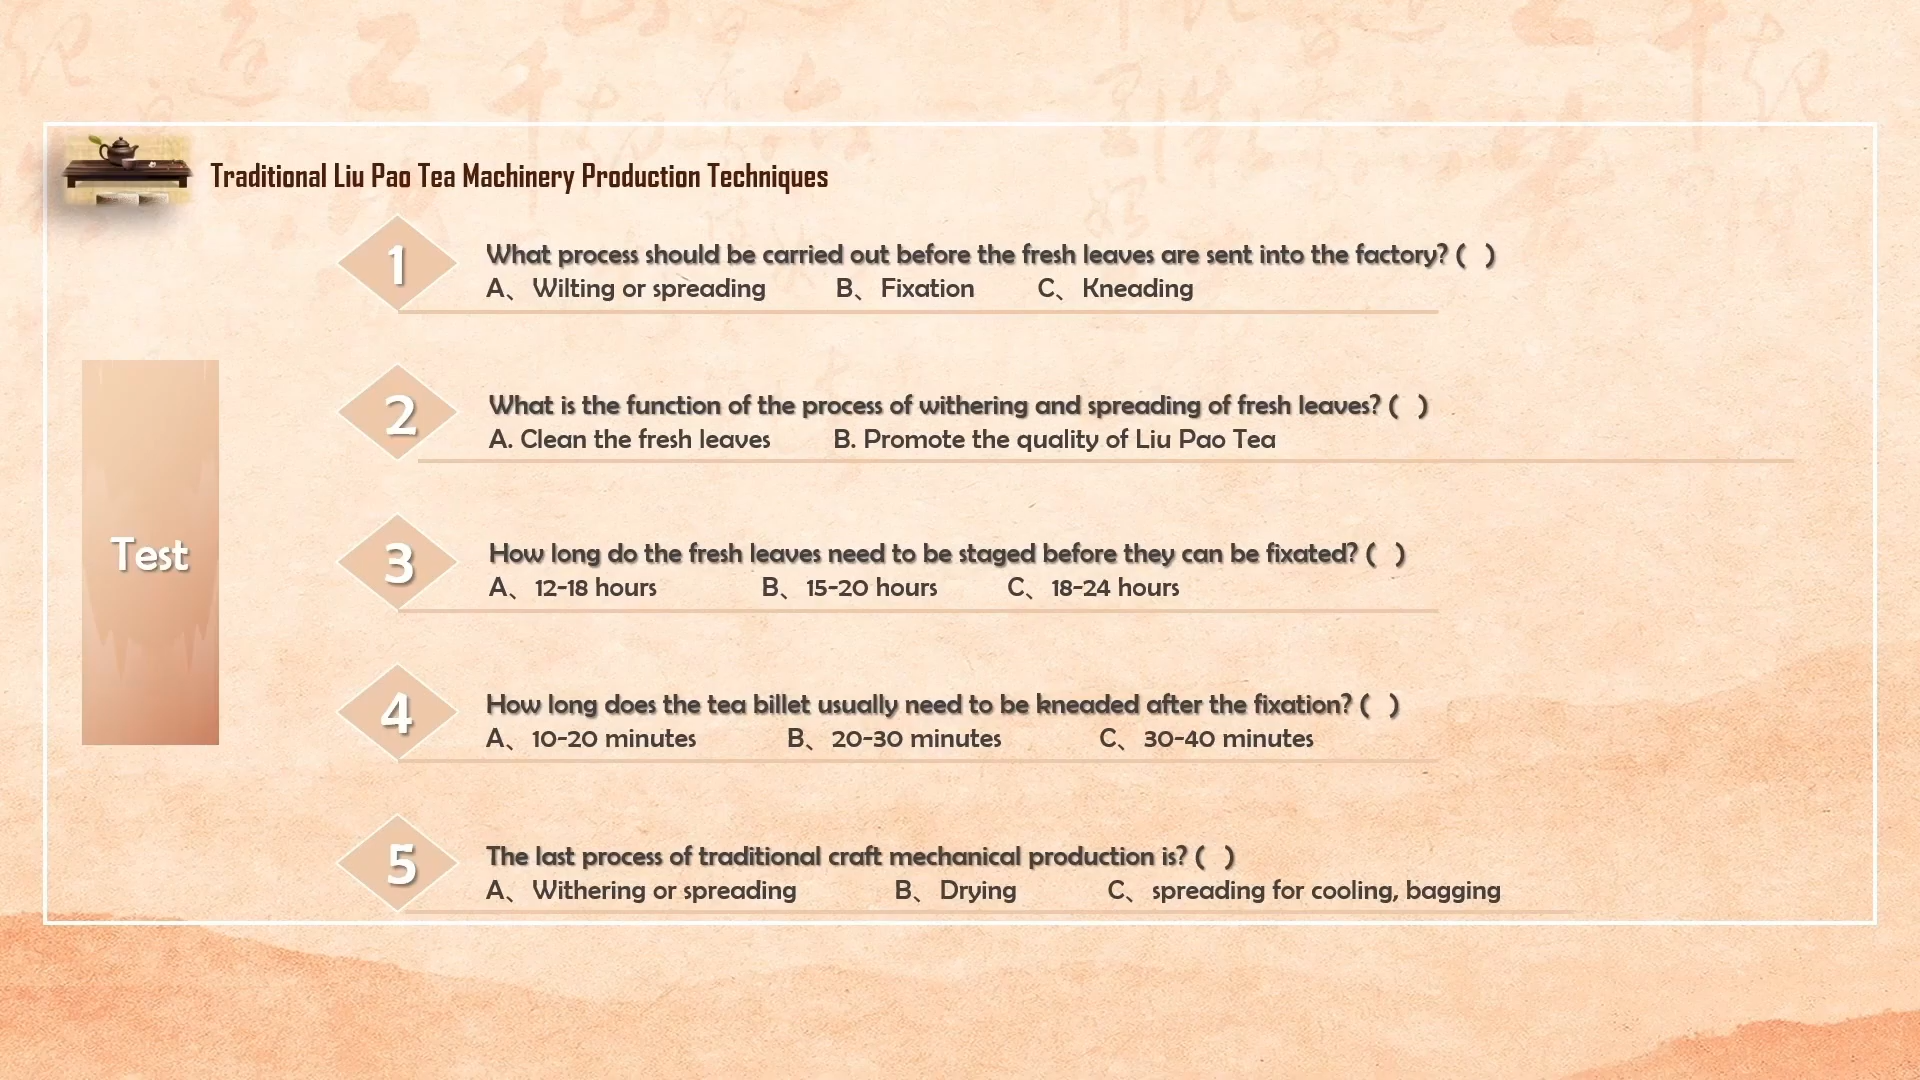 Traditional Liu Pao Tea Machinery Production Techniques
Test
1
What process should be carried out before the fresh leaves are sent into the factory? (   )
A、Wilting or spreading B、Fixation C、Kneading
2
What is the function of the process of withering and spreading of fresh leaves? (   )
A. Clean the fresh leaves B. Promote the quality of Liu Pao Tea
3
How long do the fresh leaves need to be staged before they can be fixated? (   )
A、12-18 hours B、15-20 hours C、18-24 hours
4
How long does the tea billet usually need to be kneaded after the fixation? (   )
A、10-20 minutes B、20-30 minutes C、30-40 minutes
5
The last process of traditional craft mechanical production is? (   )
A、Withering or spreading B、Drying C、spreading for cooling, bagging